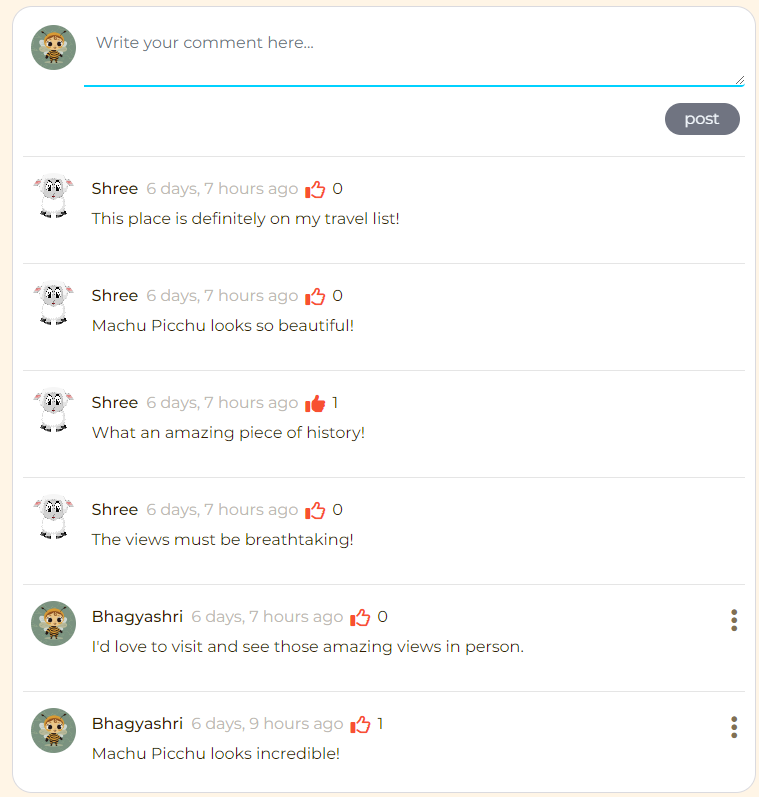 Write your comment here...
post
Shree 6 days, 7 hours ago 0
This place is definitely on my travel list!
Shree 6 days, 7 hours ago 0
Machu Picchu looks so beautiful!
Shree 6 days, 7 hours ago 1
What an amazing piece of history!
Shree 6 days, 7 hours ago 0
The views must be breathtaking!
Bhagyashri 6 days, 7 hours ago 0
I'd love to visit and see those amazing views in person.
Bhagyashri 6 days, 9 hours ago 1
Machu Picchu looks incredible!